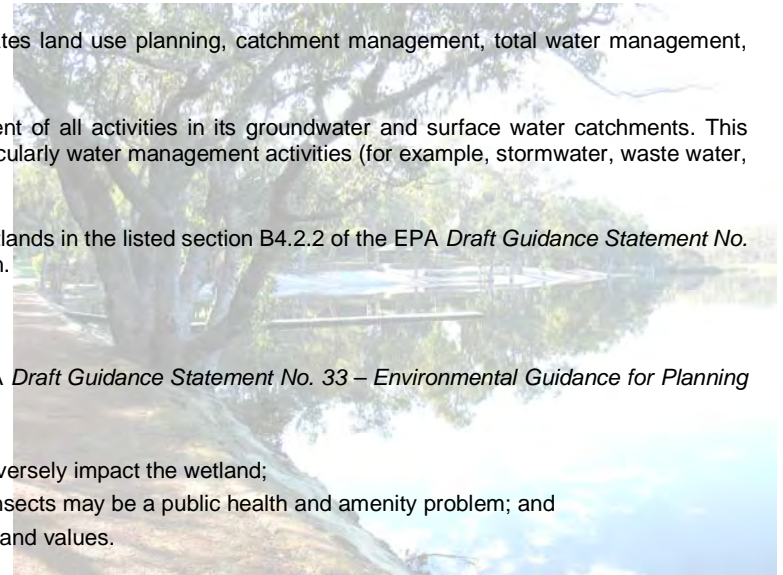 tes land use planning, catchment management, total water management,
ent of all activities in its groundwater and surface water catchments. This
cularly water management activities (for example, stormwater, waste water,
tlands in the listed section B4.2.2 of the EPA Draft Guidance Statement No.
n.
Draft Guidance Statement No. 33 – Environmental Guidance for Planning
versely impact the wetland;
nsects may be a public health and amenity problem; and
and values.